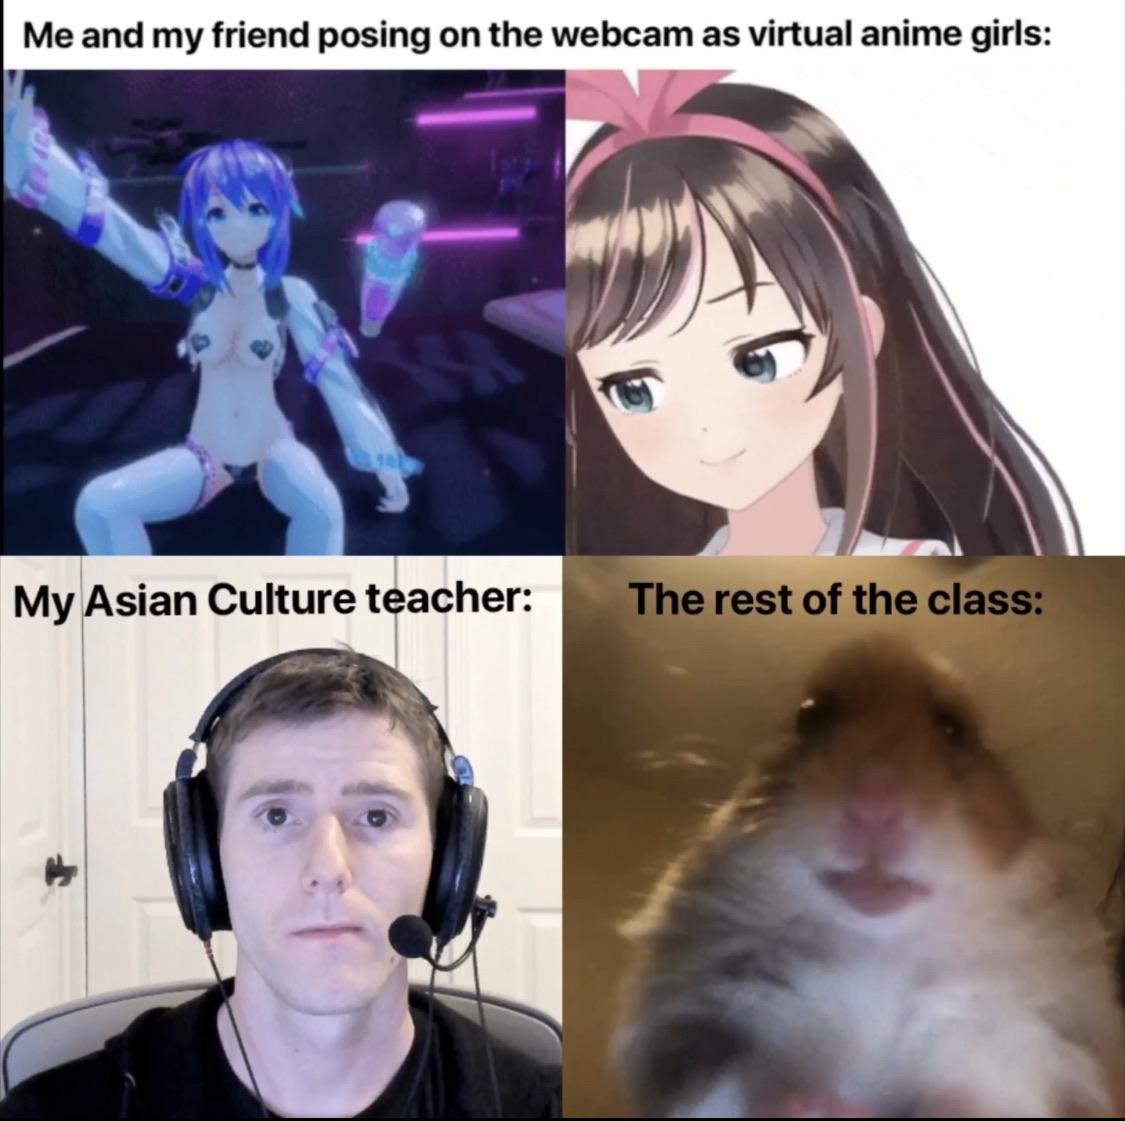 Me and my friend posing on the webcam as virtual anime girls:
My Asian Culture teacher:
The rest of the class: